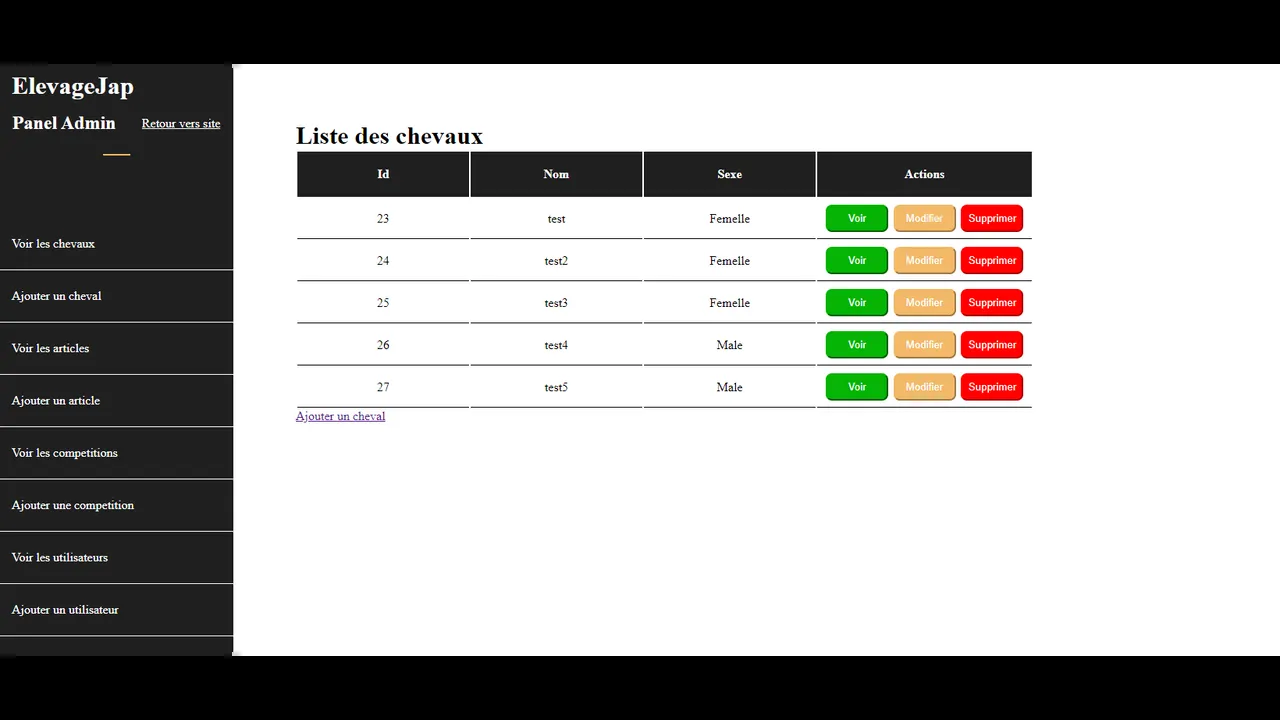 ElevageJap
Panel Admin Retour vers site
Voir les chevaux
Ajouter un cheval
Voir les articles
Ajouter un article
Voir les competitions
Ajouter une competition
Voir les utilisateurs
Ajouter un utilisateur
Liste des chevaux
Id Nom Sexe Actions
23 test Femelle Voir Modifier Supprimer
24 test2 Femelle Voir Modifier Supprimer
25 test3 Femelle Voir Modifier Supprimer
26 test4 Male Voir Modifier Supprimer
27 test5 Male Voir Modifier Supprimer
Ajouter un cheval